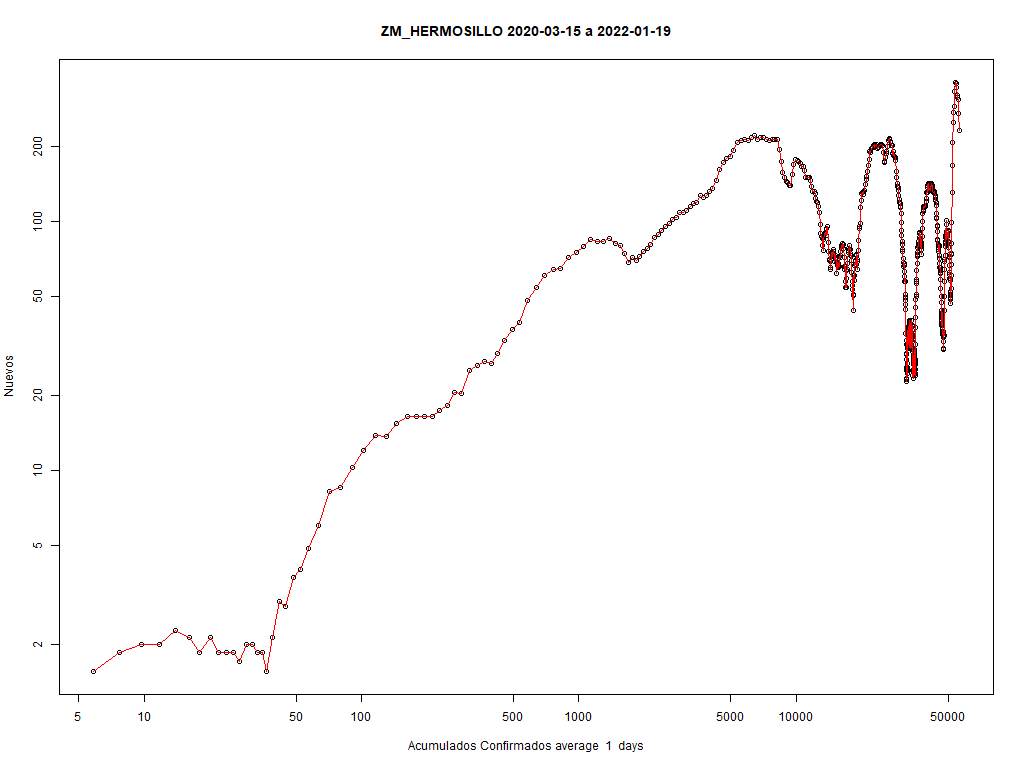 ZM_HERMOSILLO 2020-03-15 a 2022-01-19
Nuevos
200
100
50
20
10
5
2
5 10 50 100 500 1000 5000 10000 50000
Acumulados Confirmados average 1 days